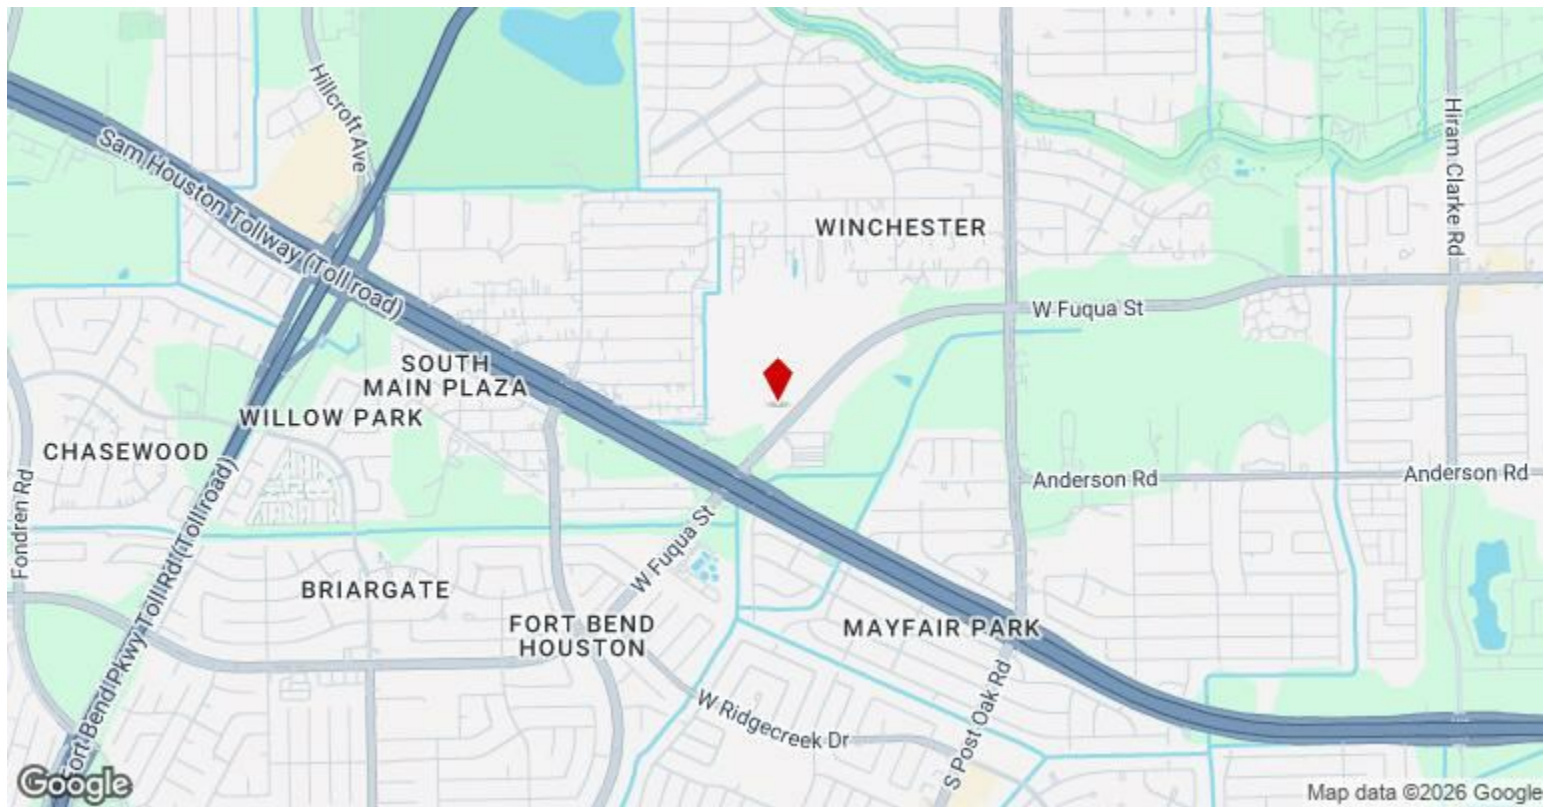 Hillcroft Ave
Hiram Clarke Rd
Sam Houston Tollway (Toll road)
WINCHESTER
W Fuqua St
SOUTH
MAIN PLAZA
WILLOW PARK
CHASEWOOD
Anderson Rd
Anderson Rd
Fondren Rd
W Fuqua St
BRIARGATE
FORT BEND
HOUSTON
MAYFAIR PARK
Fort Bend Pkwy Toll Rd (Toll road)
W Ridgecreek Dr
S Post Oak Rd
Google
Map data ©2026 Google